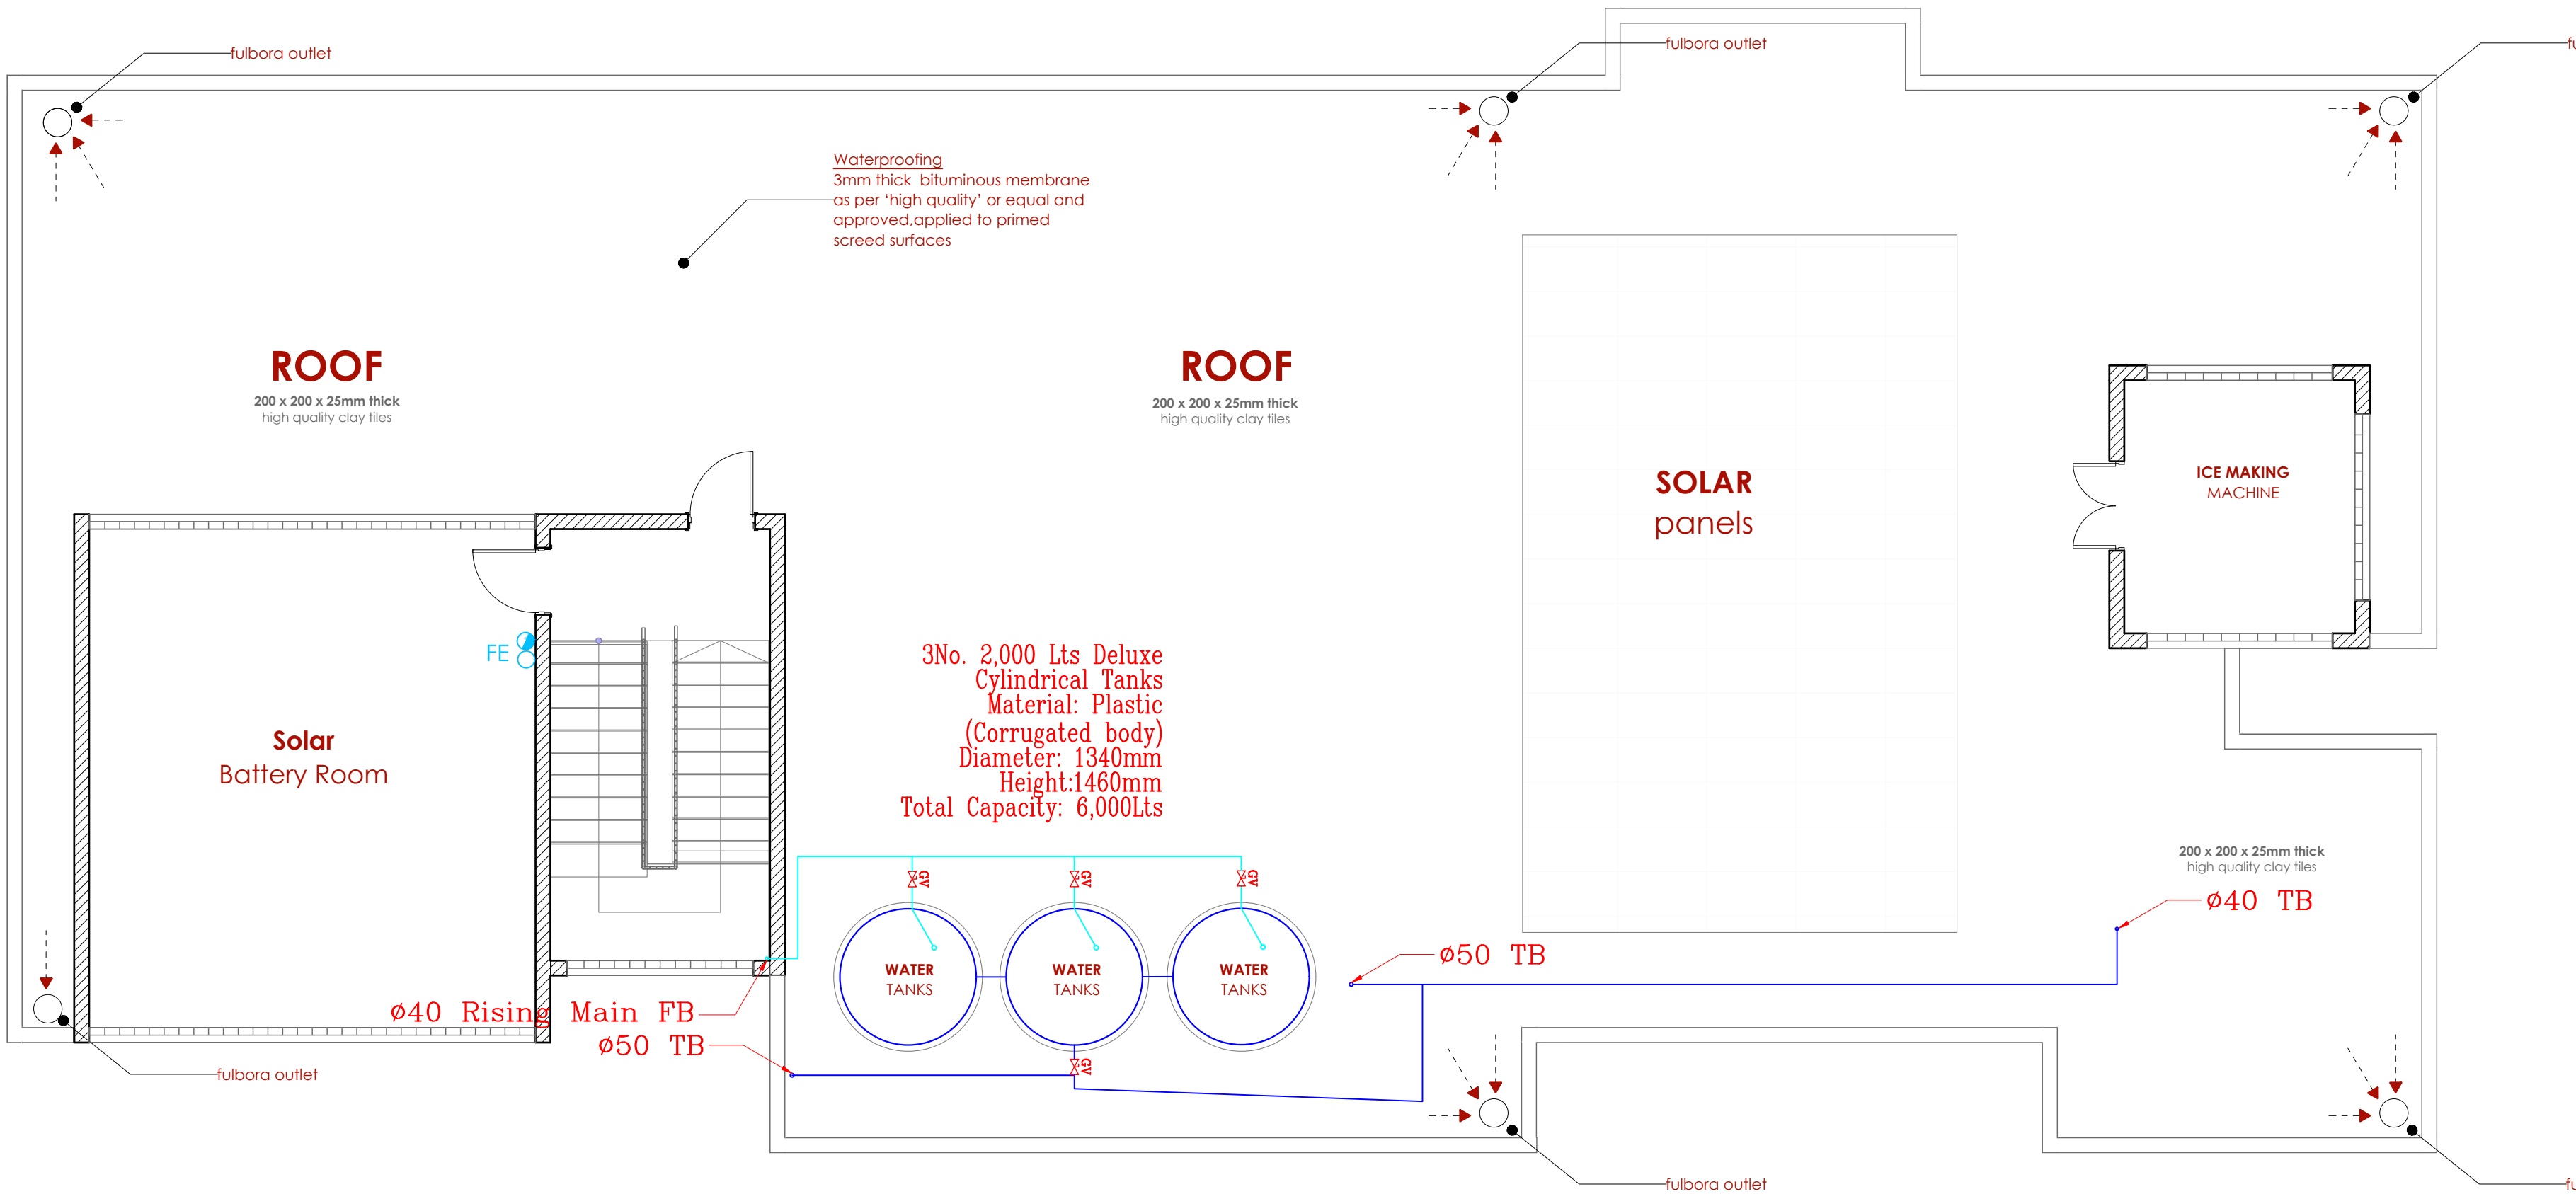 fulbora outlet
fulbora outlet
fu
Waterproofing
3mm thick bituminous membrane
as per ‘high quality’ or equal and
approved,applied to primed
screed surfaces
ROOF
200 x 200 x 25mm thick
high quality clay tiles
ROOF
200 x 200 x 25mm thick
high quality clay tiles
SOLAR
panels
ICE MAKING
MACHINE
FE
Solar
Battery Room
3No. 2,000 Lts Deluxe
Cylindrical Tanks
Material: Plastic
(Corrugated body)
Diameter: 1340mm
Height:1460mm
Total Capacity: 6,000Lts
200 x 200 x 25mm thick
high quality clay tiles
GV
GV
GV
ø40 TB
ø50 TB
WATER
TANKS
WATER
TANKS
WATER
TANKS
ø40 Rising Main FB
ø50 TB
GV
fulbora outlet
fulbora outlet
fu